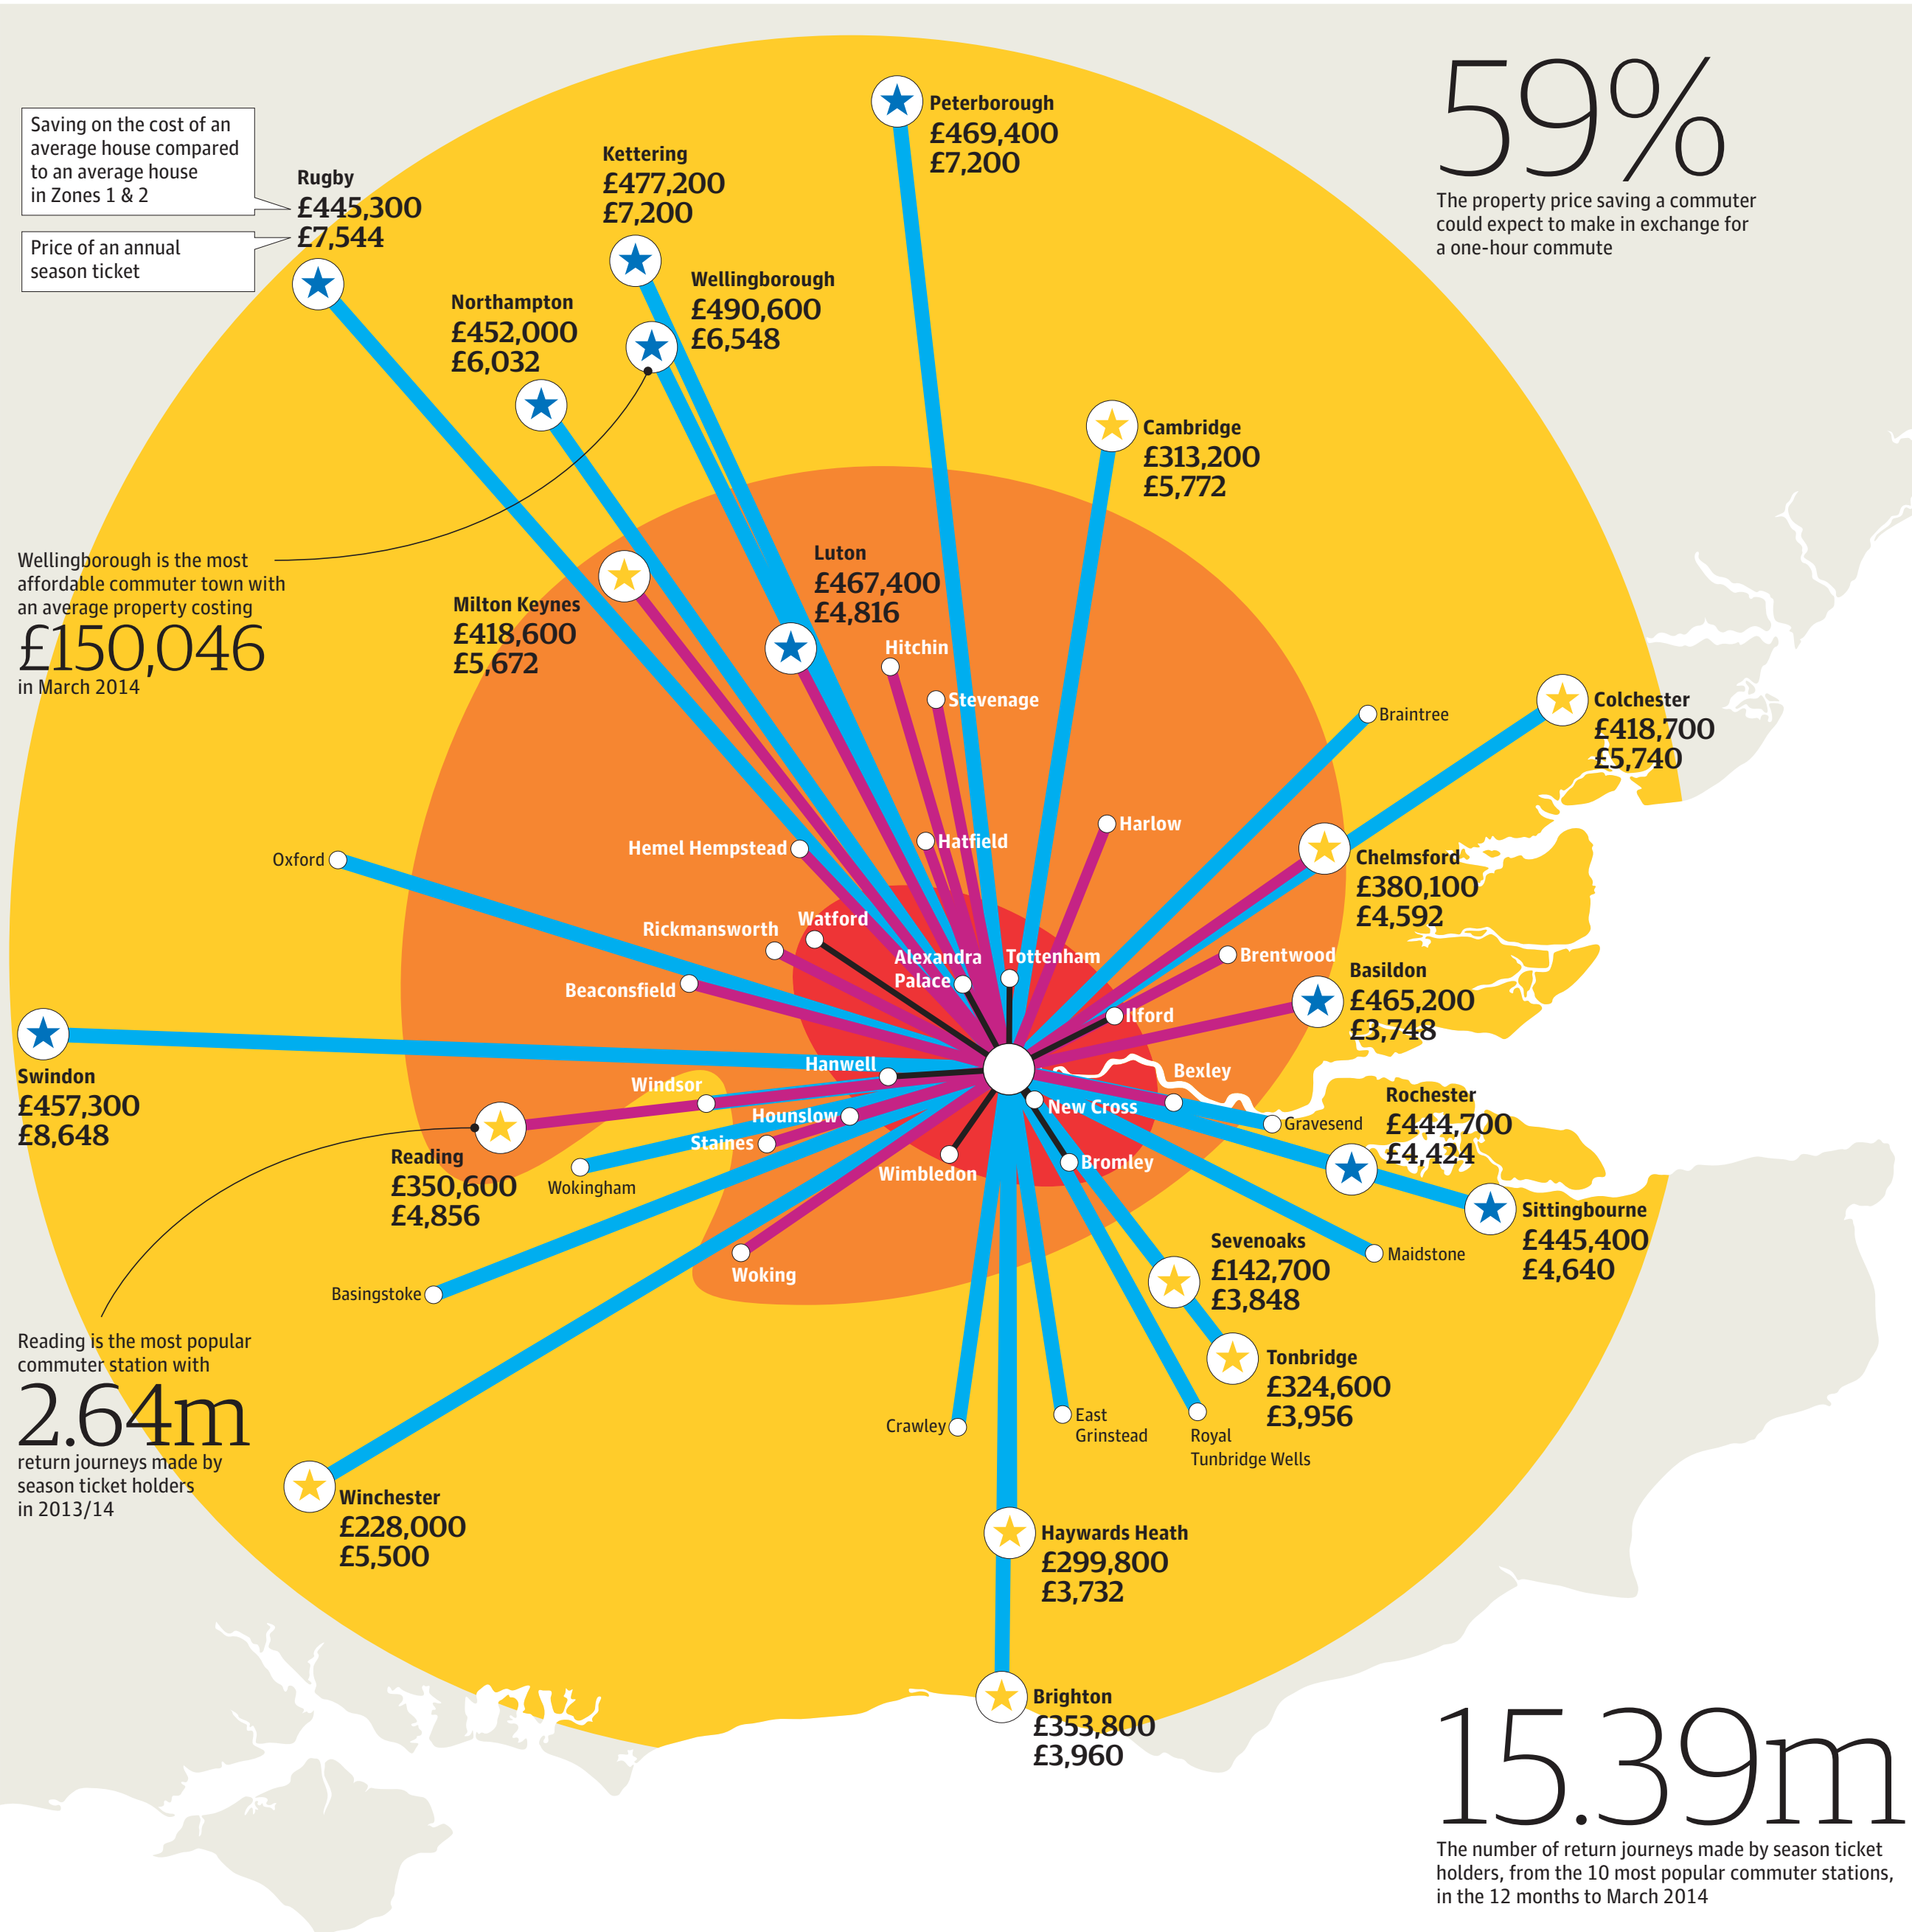 59%
The property price saving a commuter
could expect to make in exchange for
a one-hour commute
Saving on the cost of an
average house compared
to an average house
in Zones 1 & 2
Price of an annual
season ticket
Rugby
£445,300
£7,544
Kettering
£477,200
£7,200
Peterborough
£469,400
£7,200
Wellingborough
£490,600
£6,548
Northampton
£452,000
£6,032
Cambridge
£313,200
£5,772
Wellingborough is the most
affordable commuter town with
an average property costing
£150,046
in March 2014
Luton
£467,400
£4,816
Milton Keynes
£418,600
£5,672
Hitchin
Stevenage
Braintree
Colchester
£418,700
£5,740
Harlow
Hatfield
Hemel Hempstead
Oxford
Chelmsford
£380,100
£4,592
Rickmansworth
Watford
Alexandra
Palace
Tottenham
Brentwood
Beaconsfield
Basildon
£465,200
£3,748
Ilford
Swindon
£457,300
£8,648
Hanwell
Windsor
Bexley
Hounslow
New Cross
Gravesend
Rochester
£444,700
£4,424
Staines
Reading
£350,600
£4,856
Wokingham
Wimbledon
Bromley
Sittingbourne
£445,400
£4,640
Maidstone
Sevenoaks
£142,700
£3,848
Woking
Basingstoke
Reading is the most popular
commuter station with
2.64m
return journeys made by
season ticket holders
in 2013/14
Tonbridge
£324,600
£3,956
Crawley
East
Grinstead
Royal
Tunbridge Wells
Winchester
£228,000
£5,500
Haywards Heath
£299,800
£3,732
Brighton
£353,800
£3,960
15.39m
The number of return journeys made by season ticket
holders, from the 10 most popular commuter stations,
in the 12 months to March 2014